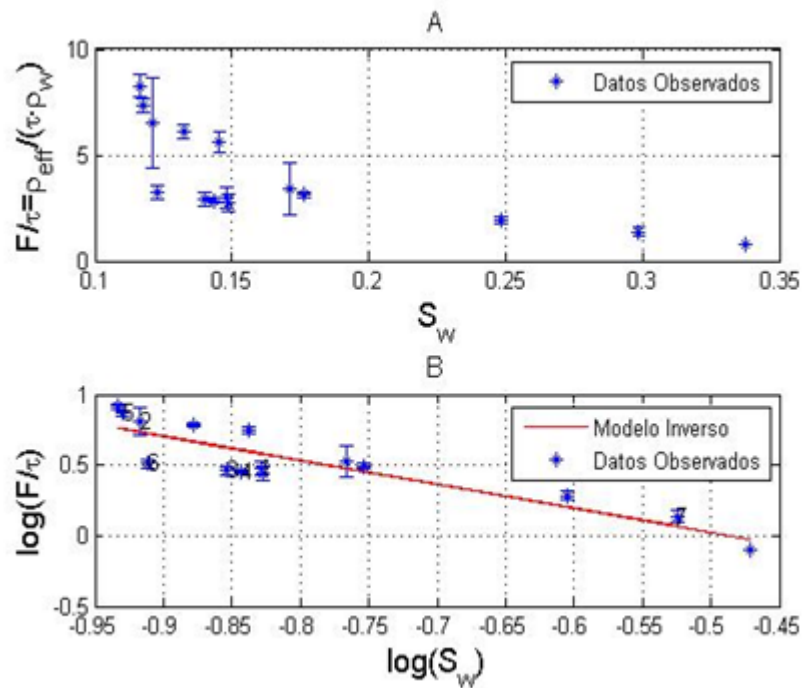 A
F/τ=ρeff/(τ·ρw)
10
5
0
Datos Observados
0.1 0.15 0.2 0.25 0.3 0.35
Sw
B
log(F/τ)
1
0.5
0
-0.5
Modelo Inverso
Datos Observados
-0.95 -0.9 -0.85 -0.8 -0.75 -0.7 -0.65 -0.6 -0.55 -0.5 -0.45
log(Sw)